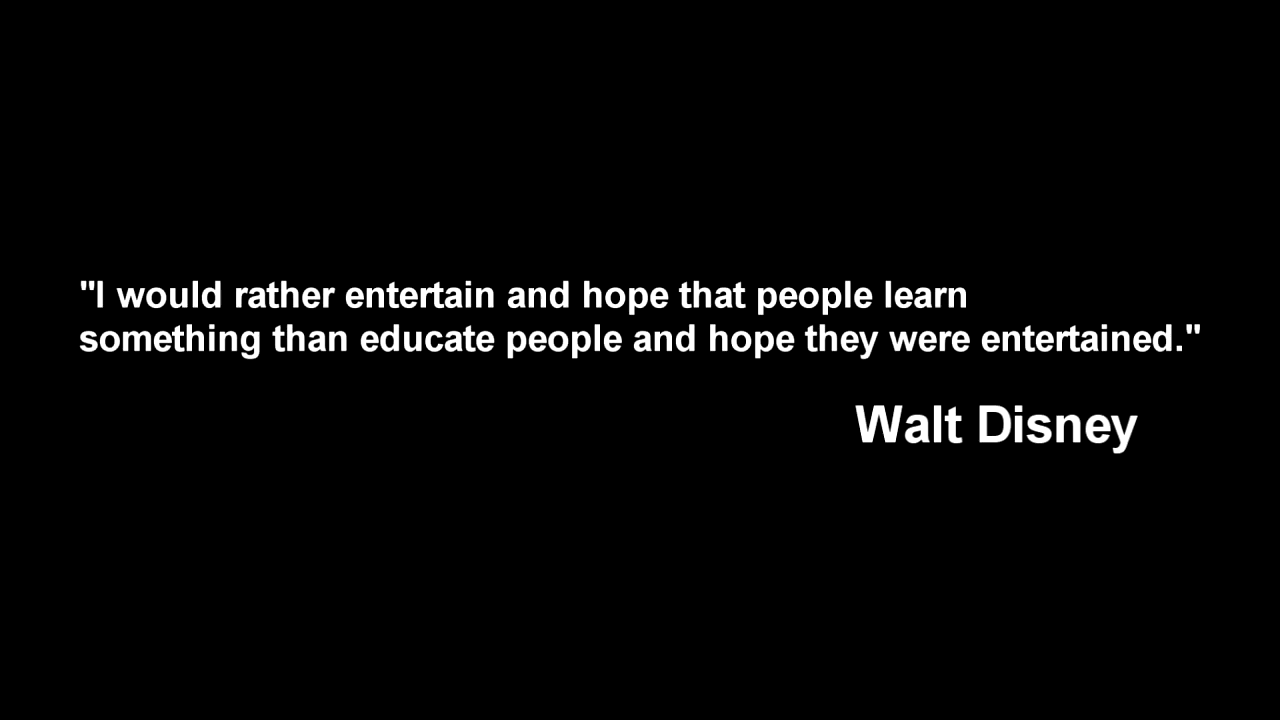 "I would rather entertain and hope that people learn
something than educate people and hope they were entertained."
Walt Disney